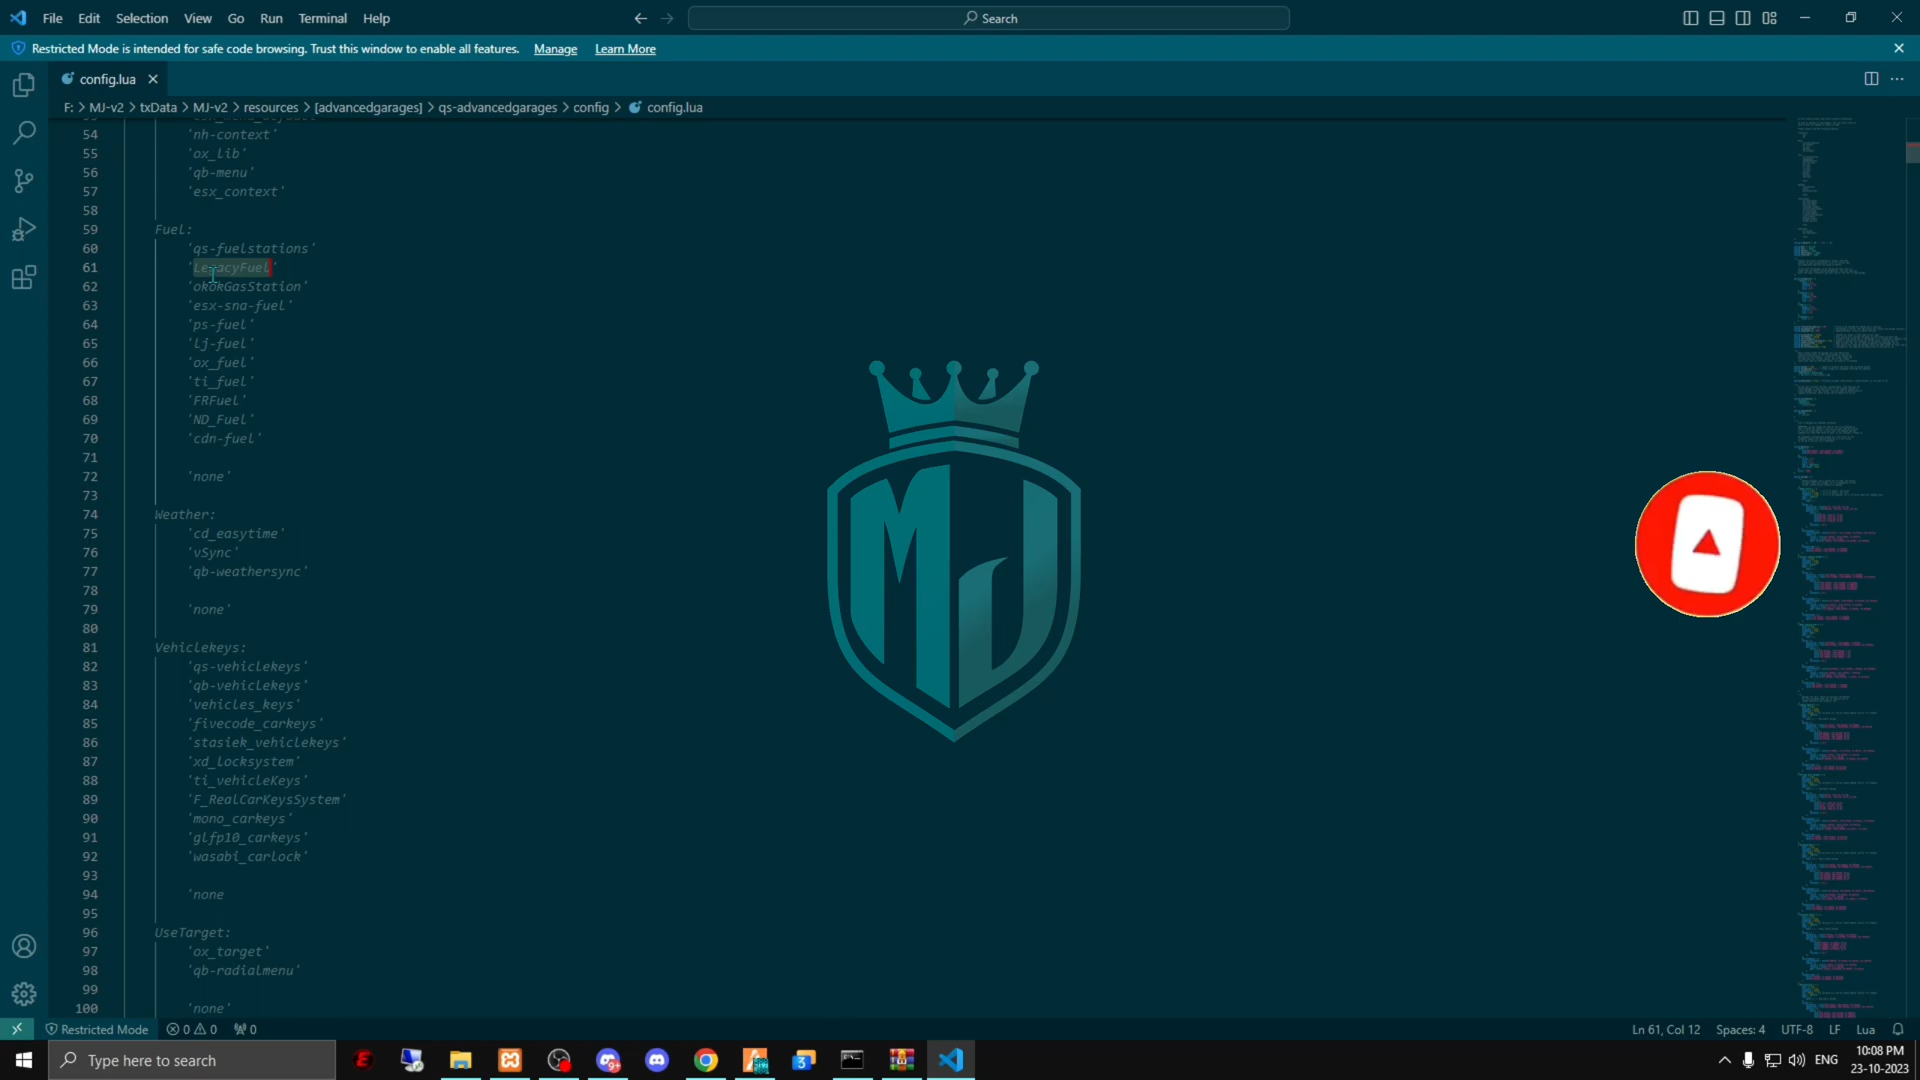 File Edit Selection View Go Run Terminal Help
Search
Restricted Mode is intended for safe code browsing. Trust this window to enable all features. Manage Learn More
config.lua
F: > MJ-v2 > txData > MJ-v2 > resources > [advancedgarages] > qs-advancedgarages > config > config.lua
54 'nh-context'
55 'ox_lib'
56 'qb-menu'
57 'esx_context'
58
59 Fuel:
60 'qs-fuelstations'
61 'LegacyFuel'
62 'okokGasStation'
63 'esx-sna-fuel'
64 'ps-fuel'
65 'lj-fuel'
66 'ox_fuel'
67 'ti_fuel'
68 'FRFuel'
69 'ND_Fuel'
70 'cdn-fuel'
71
72 'none'
73
74 Weather:
75 'cd_easytime'
76 'vSync'
77 'qb-weathersync'
78
79 'none'
80
81 Vehiclekeys:
82 'qs-vehiclekeys'
83 'qb-vehiclekeys'
84 'vehicles_keys'
85 'fivecode_carkeys'
86 'stasiek_vehiclekeys'
87 'xd_locksystem'
88 'ti_vehicleKeys'
89 'F_RealCarKeysSystem'
90 'mono_carkeys'
91 'glfp10_carkeys'
92 'wasabi_carlock'
93
94 'none
95
96 UseTarget:
97 'ox_target'
98 'qb-radialmenu'
99
100 'none'
MJ
Restricted Mode 0 0 0
Ln 61, Col 12 Spaces: 4 UTF-8 LF Lua
Type here to search
9+
3
ENG
10:08 PM
23-10-2023